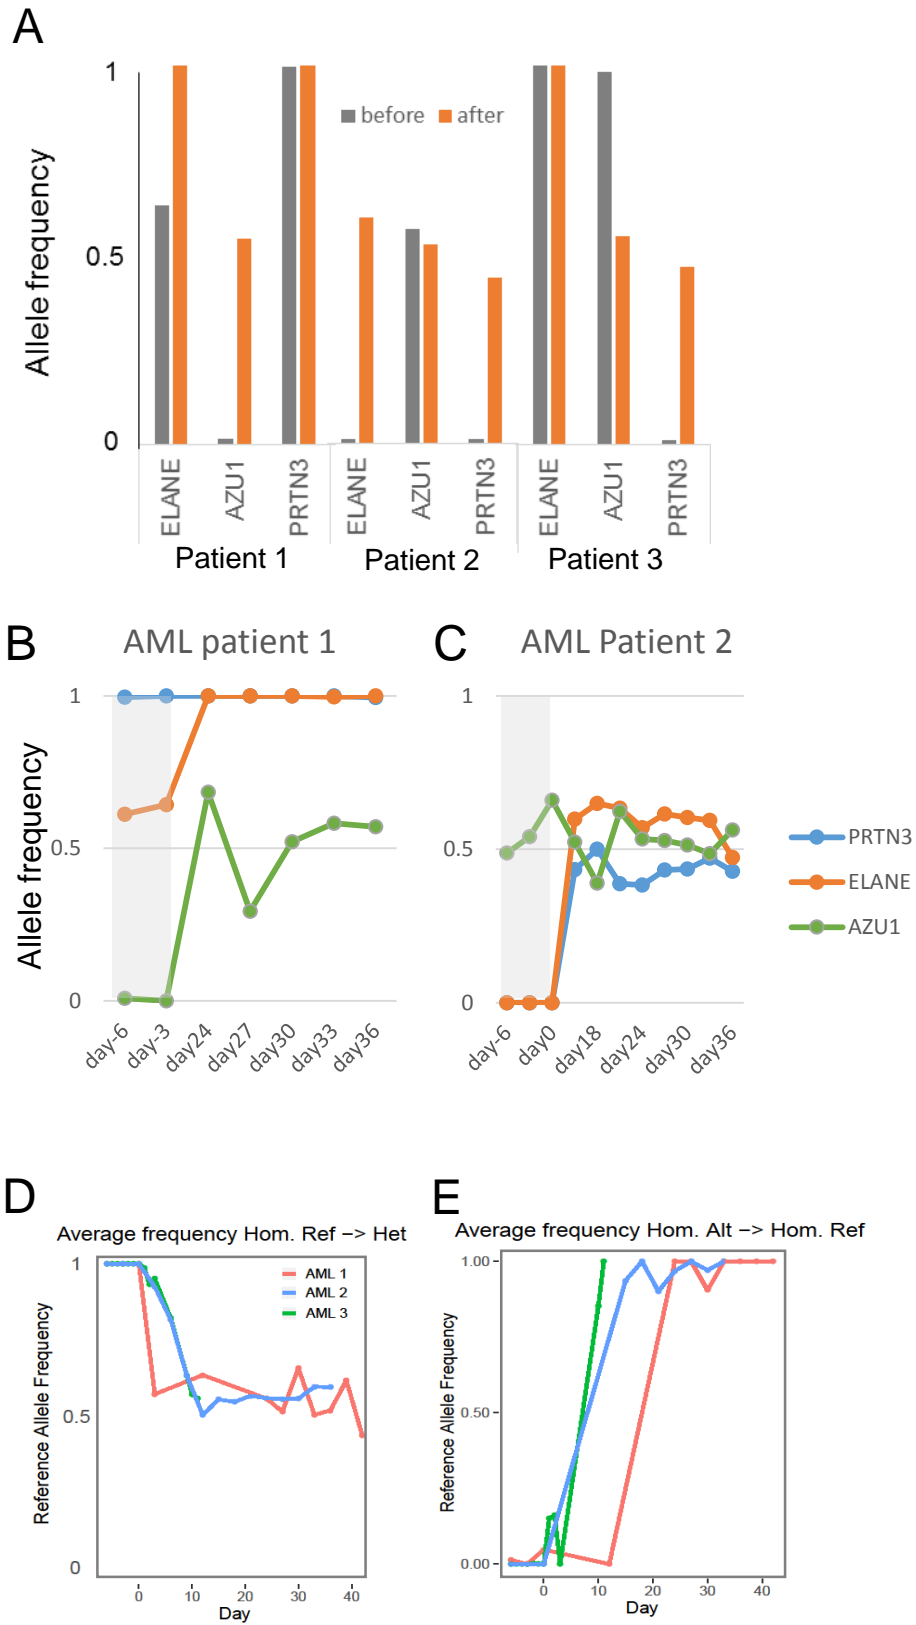 A
1
before after
Allele frequency
0.5
0
ELANE AZU1 PRTN3 ELANE AZU1 PRTN3 ELANE AZU1 PRTN3
Patient 1 Patient 2 Patient 3
B AML patient 1
1
Allele frequency
0.5
0
day-6 day-3 day24 day27 day30 day33 day36
C AML Patient 2
1
0.5
0
day-6 day0 day18 day24 day30 day36
PRTN3
ELANE
AZU1
D
Average frequency Hom. Ref −> Het
1
AML 1
AML 2
AML 3
Reference Allele Frequency
0.5
0
0 10 20 30 40
Day
E
Average frequency Hom. Alt −> Hom. Ref
1.00
Reference Allele Frequency
0.50
0.00
0 10 20 30 40
Day